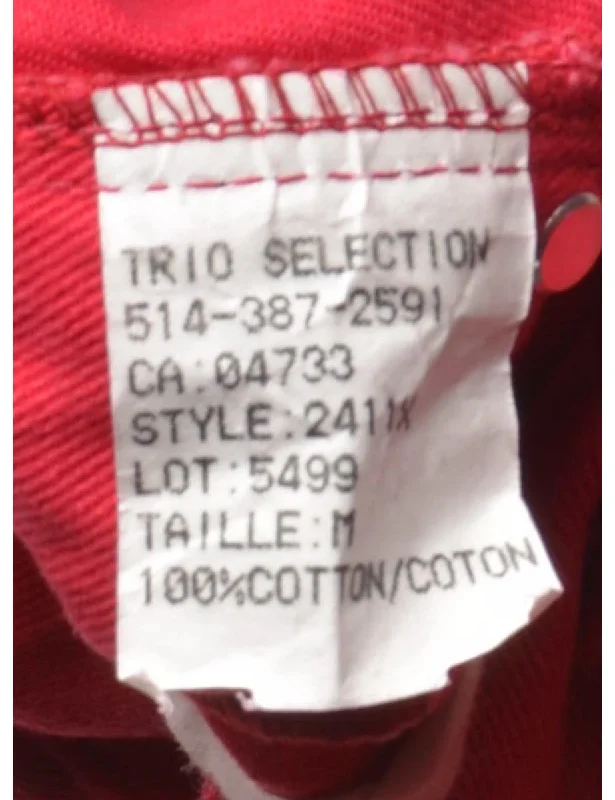 TRIO SELECTION
514-387-2591
CA:04733
STYLE:2411X
LOT:5499
TAILLE:M
100%COTTON/COTON